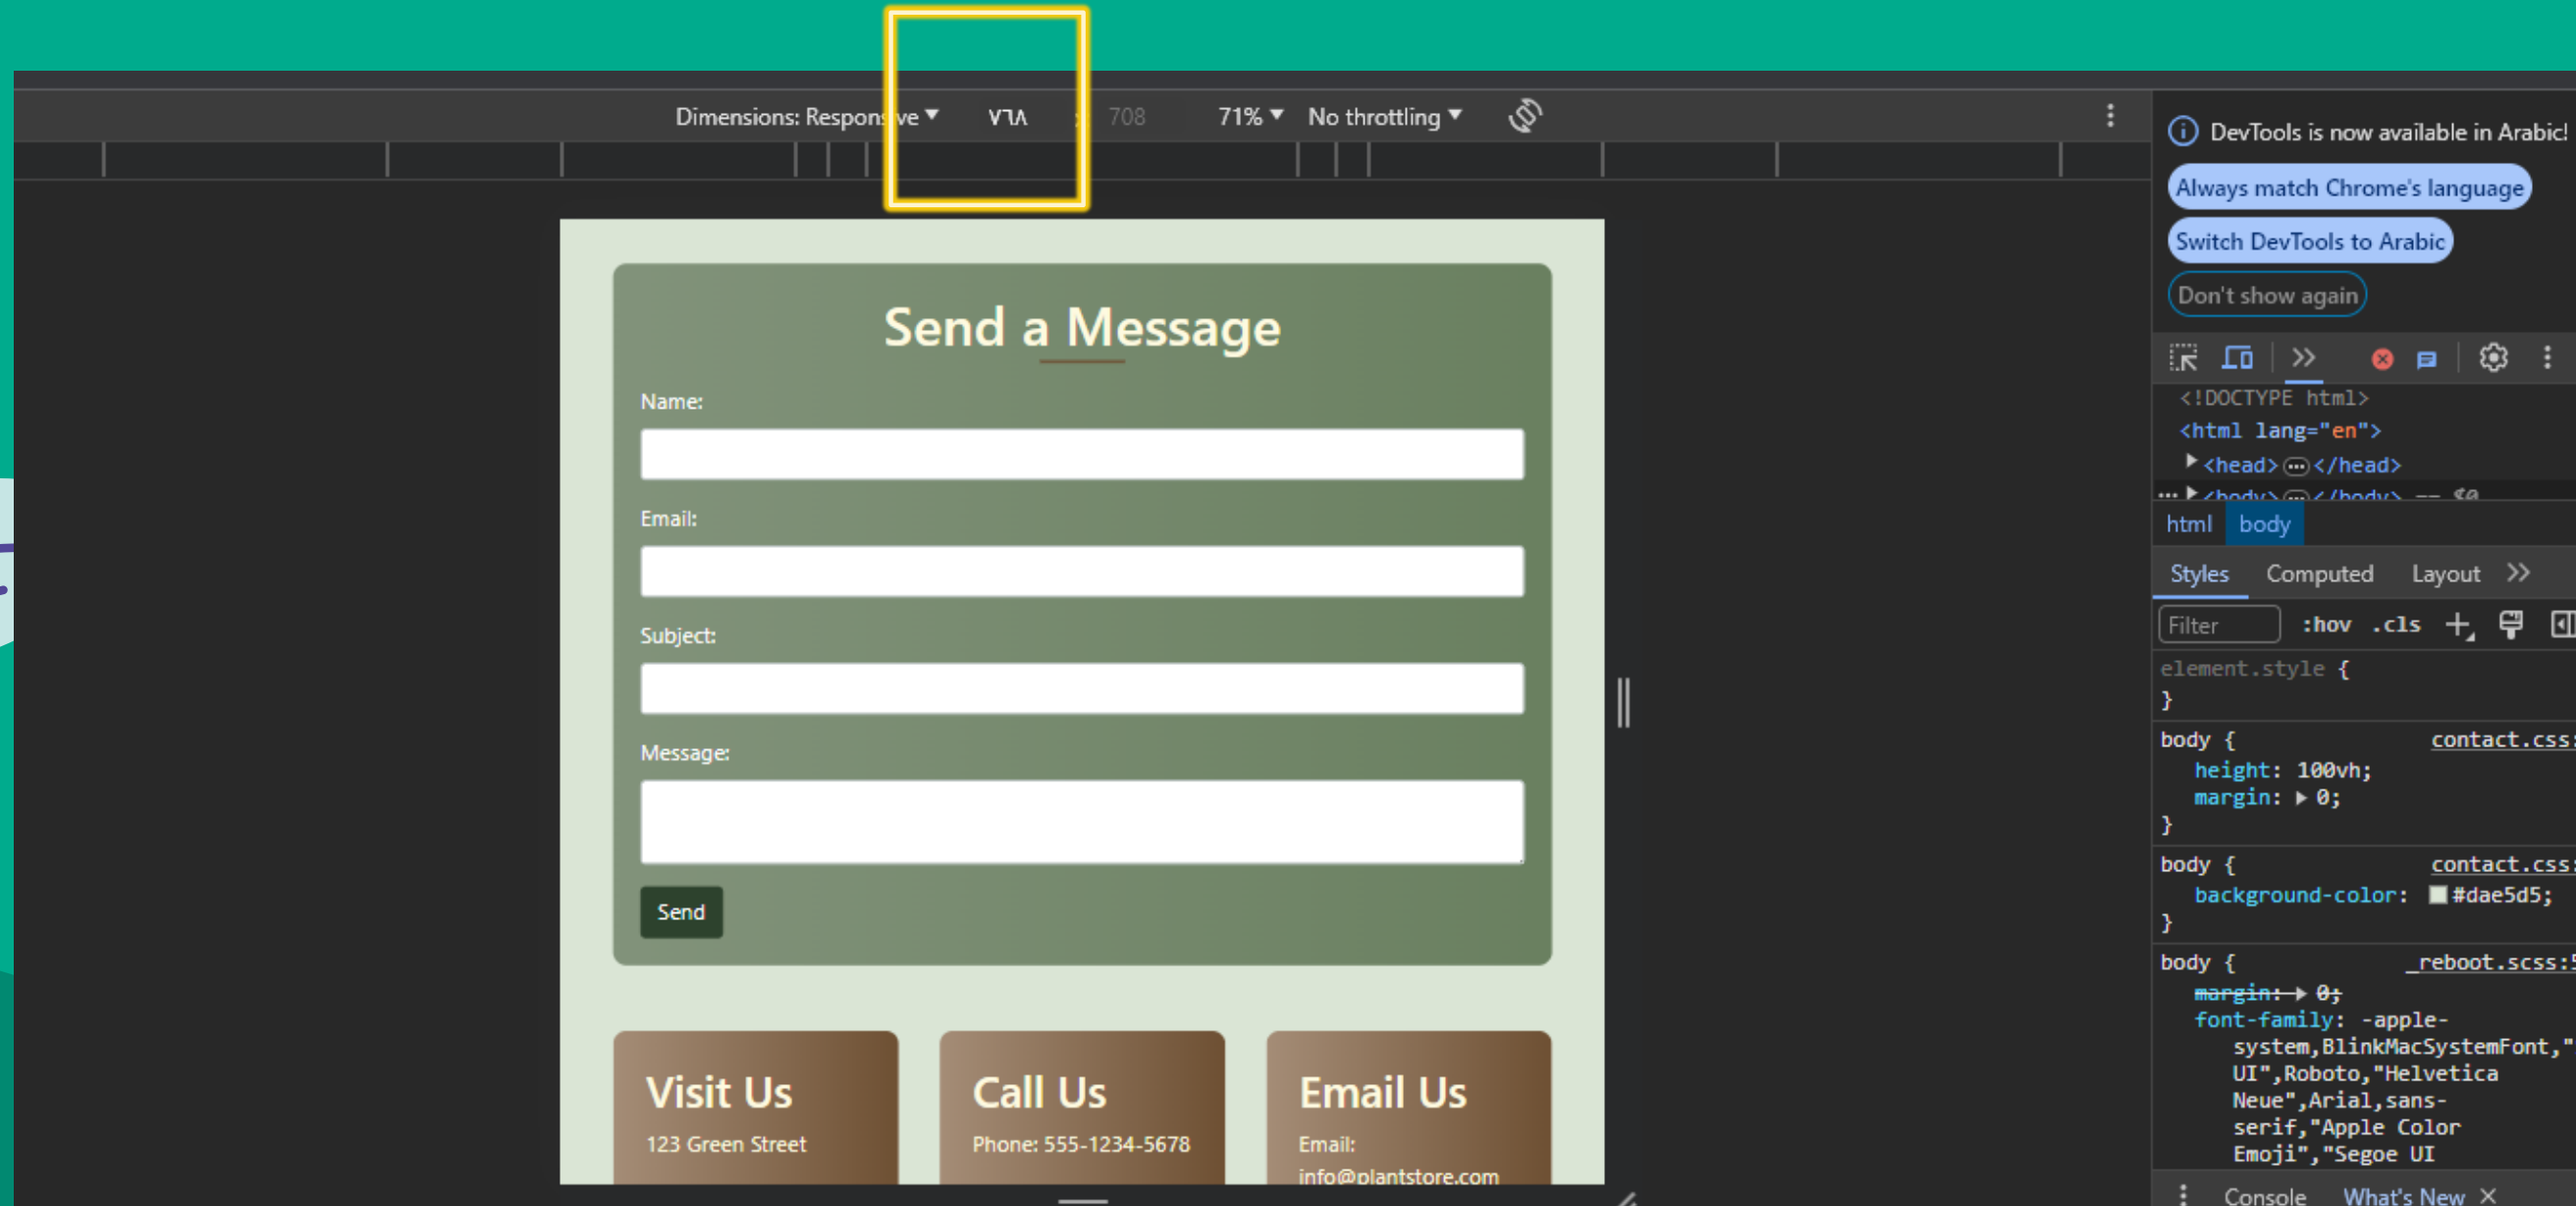 Dimensions: Responsive ٧٦٨ × 708 71% No throttling
Send a Message
Name:
Email:
Subject:
Message:
Send
Visit Us
123 Green Street
Call Us
Phone: 555-1234-5678
Email Us
Email:
info@plantstore.com
DevTools is now available in Arabic!
Always match Chrome's language
Switch DevTools to Arabic
Don't show again
<!DOCTYPE html>
<html lang="en">
<head> … </head>
… <body> … </body> == $0
html body
Styles Computed Layout
Filter :hov .cls
element.style {
}
body { contact.css:
height: 100vh;
margin: 0;
}
body { contact.css:
background-color: #dae5d5;
}
body { _reboot.scss:5
margin: 0;
font-family: -apple-
system,BlinkMacSystemFont,"
UI",Roboto,"Helvetica
Neue",Arial,sans-
serif,"Apple Color
Emoji","Segoe UI
Console What's New